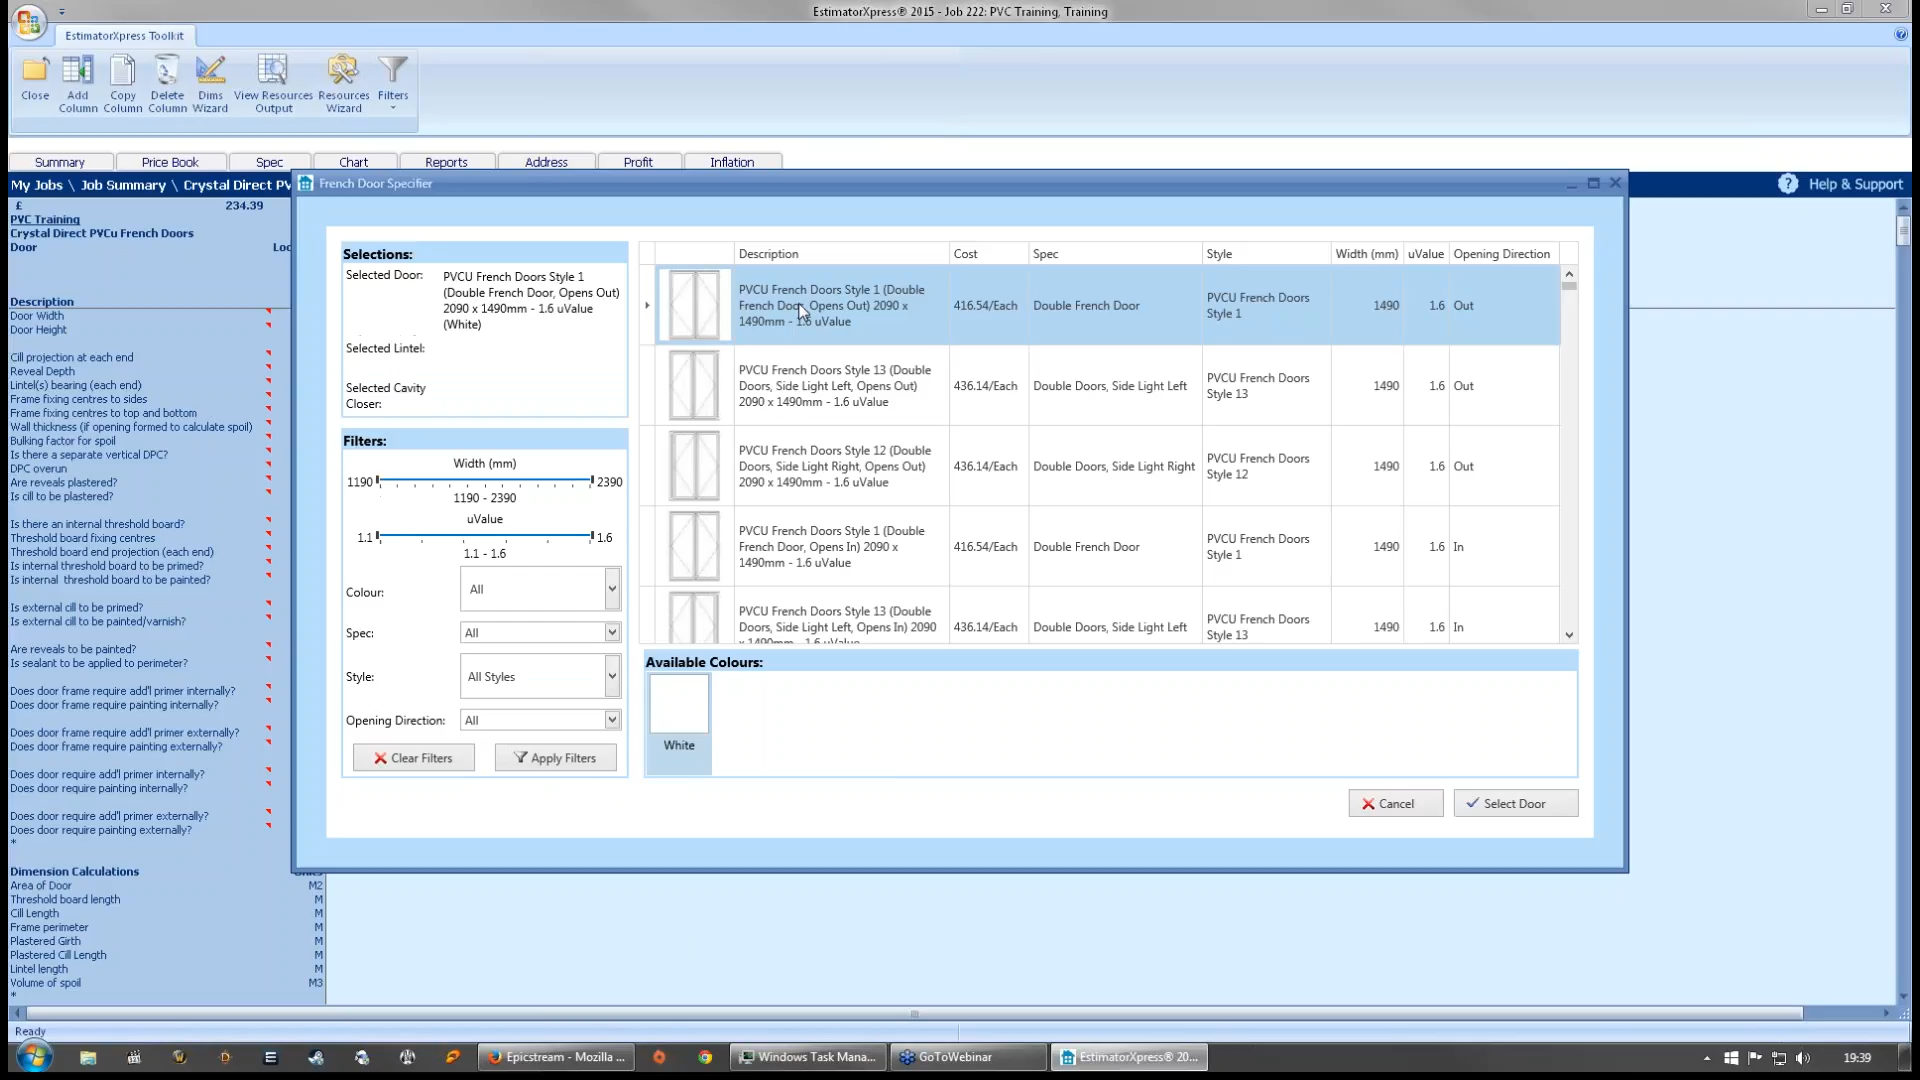 EstimatorXpress® 2015 - Job 222: PVC Training, Training
EstimatorXpress Toolkit
Close
Add Column
Copy Column
Delete Column
Dims Wizard
View Resources Output
Resources Wizard
Filters
Summary
Price Book
Spec
Chart
Reports
Address
Profit
Inflation
My Jobs \ Job Summary \ Crystal Direct PV
Help & Support
£ 234.39
PVC Training
Crystal Direct PVCu French Doors
Door Loc
Description
Door Width
Door Height
Cill projection at each end
Reveal Depth
Lintel(s) bearing (each end)
Frame fixing centres to sides
Frame fixing centres to top and bottom
Wall thickness (if opening formed to calculate spoil)
Bulking factor for spoil
Is there a separate vertical DPC?
DPC overun
Are reveals plastered?
Is cill to be plastered?
Is there an internal threshold board?
Threshold board fixing centres
Threshold board end projection (each end)
Is internal threshold board to be primed?
Is internal threshold board to be painted?
Is external cill to be primed?
Is external cill to be painted/varnish?
Are reveals to be painted?
Is sealant to be applied to perimeter?
Does door frame require add'l primer internally?
Does door frame require painting internally?
Does door frame require add'l primer externally?
Does door frame require painting externally?
Does door require add'l primer internally?
Does door require painting internally?
Does door require add'l primer externally?
Does door require painting externally?
*
Dimension Calculations
Area of Door M2
Threshold board length M
Cill Length M
Frame perimeter M
Plastered Girth M
Plastered Cill Length M
Lintel length M
Volume of spoil M3
*
French Door Specifier
Selections:
Selected Door: PVCU French Doors Style 1
(Double French Door, Opens Out)
2090 x 1490mm - 1.6 uValue
(White)
Selected Lintel:
Selected Cavity
Closer:
Filters:
Width (mm)
1190 2390
1190 - 2390
uValue
1.1 1.6
1.1 - 1.6
Colour: All
Spec: All
Style: All Styles
Opening Direction: All
Clear Filters
Apply Filters
Description Cost Spec Style Width (mm) uValue Opening Direction
PVCU French Doors Style 1 (Double
French Door, Opens Out) 2090 x
1490mm - 1.6 uValue
416.54/Each
Double French Door
PVCU French Doors
Style 1
1490 1.6 Out
PVCU French Doors Style 13 (Double
Doors, Side Light Left, Opens Out)
2090 x 1490mm - 1.6 uValue
436.14/Each
Double Doors, Side Light Left
PVCU French Doors
Style 13
1490 1.6 Out
PVCU French Doors Style 12 (Double
Doors, Side Light Right, Opens Out)
2090 x 1490mm - 1.6 uValue
436.14/Each
Double Doors, Side Light Right
PVCU French Doors
Style 12
1490 1.6 Out
PVCU French Doors Style 1 (Double
French Door, Opens In) 2090 x
1490mm - 1.6 uValue
416.54/Each
Double French Door
PVCU French Doors
Style 1
1490 1.6 In
PVCU French Doors Style 13 (Double
Doors, Side Light Left, Opens In) 2090
x 1490mm - 1.6 uValue
436.14/Each
Double Doors, Side Light Left
PVCU French Doors
Style 13
1490 1.6 In
Available Colours:
White
Cancel
Select Door
Ready
Epicstream - Mozilla ...
Windows Task Mana...
GoToWebinar
EstimatorXpress® 20...
19:39